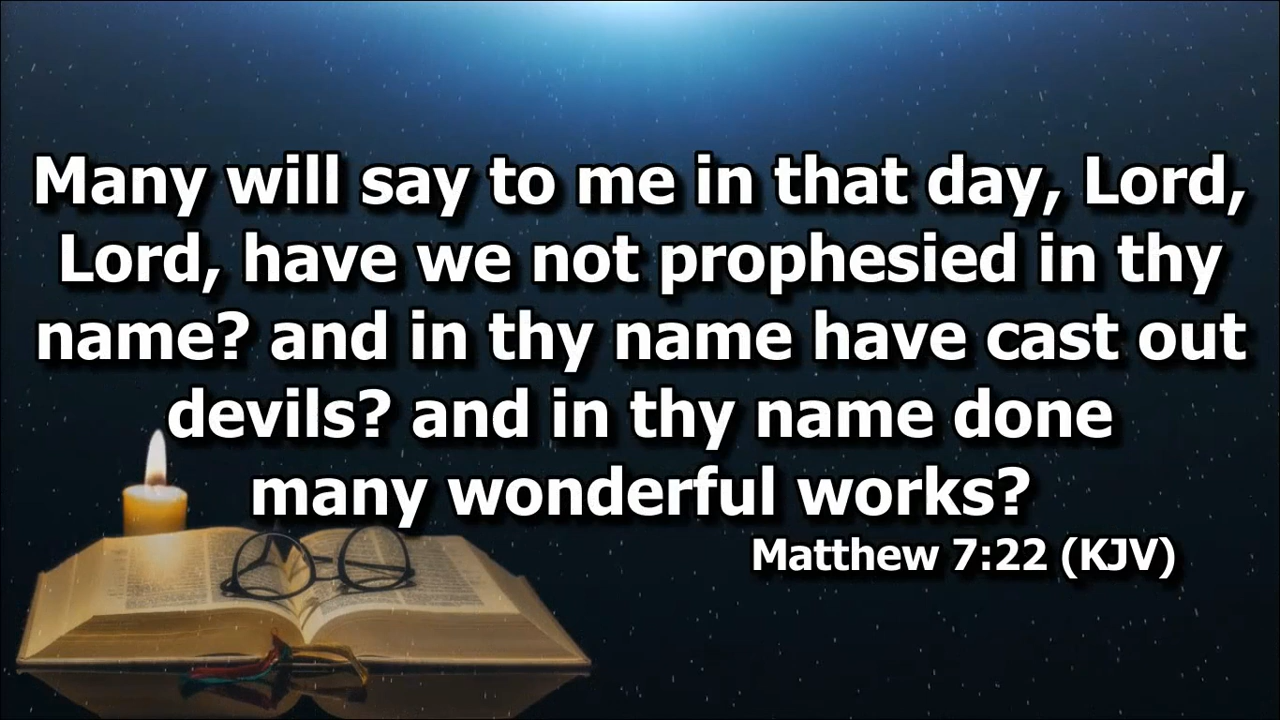 Many will say to me in that day, Lord,
Lord, have we not prophesied in thy
name? and in thy name have cast out
devils? and in thy name done
many wonderful works?
Matthew 7:22 (KJV)